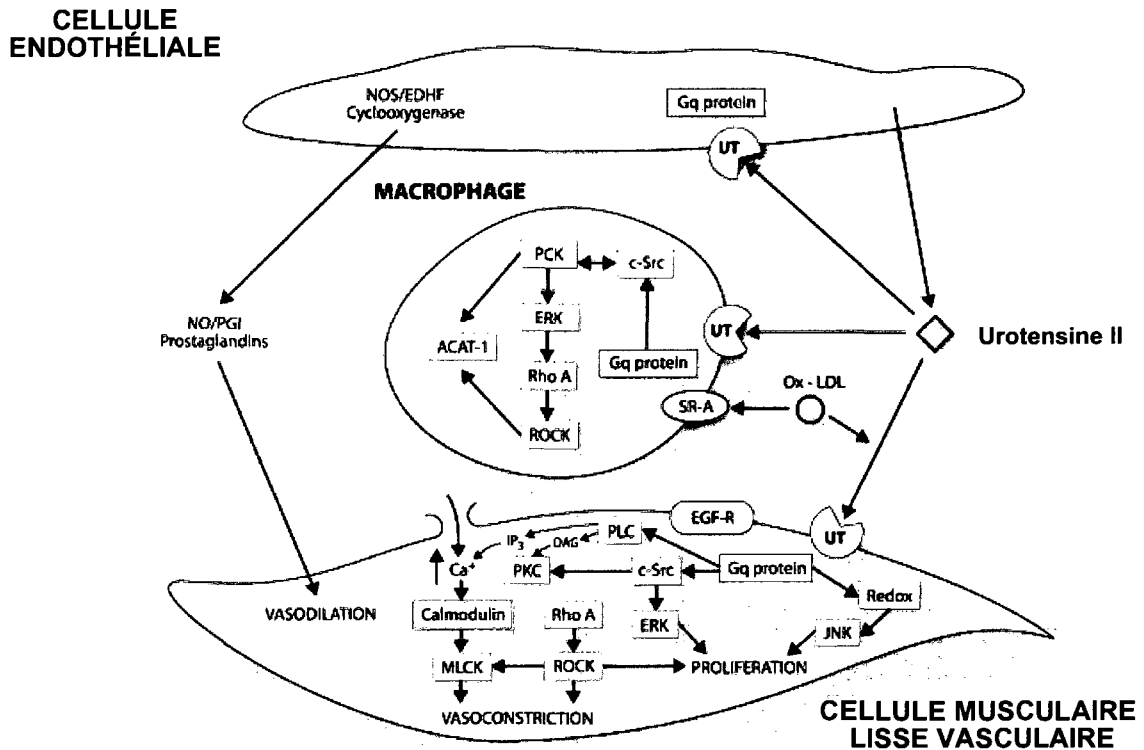 CELLULE
ENDOTHÉLIALE
NOS/EDHF
Cyclooxygenase
Gq protein
UT
MACROPHAGE
PCK
c-Src
ERK
UT
NO/PGI
Prostaglandins
ACAT-1
Gq protein
Urotensine II
Rho A
Ox - LDL
SR-A
ROCK
EGF-R
PLC
UT
IP3
DAG
Ca+
PKC
c-Src
Gq protein
Redox
VASODILATION
Calmodulin
Rho A
ERK
JNK
MLCK
ROCK
PROLIFERATION
VASOCONSTRICTION
CELLULE MUSCULAIRE
LISSE VASCULAIRE